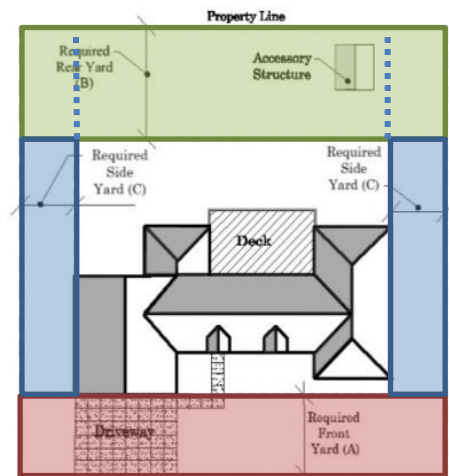 Property Line
Required
Rear Yard
(B)
Accessory
Structure
Required
Side
Yard (C)
Required
Side
Yard (C)
Deck
Driveway
Required
Front
Yard (A)